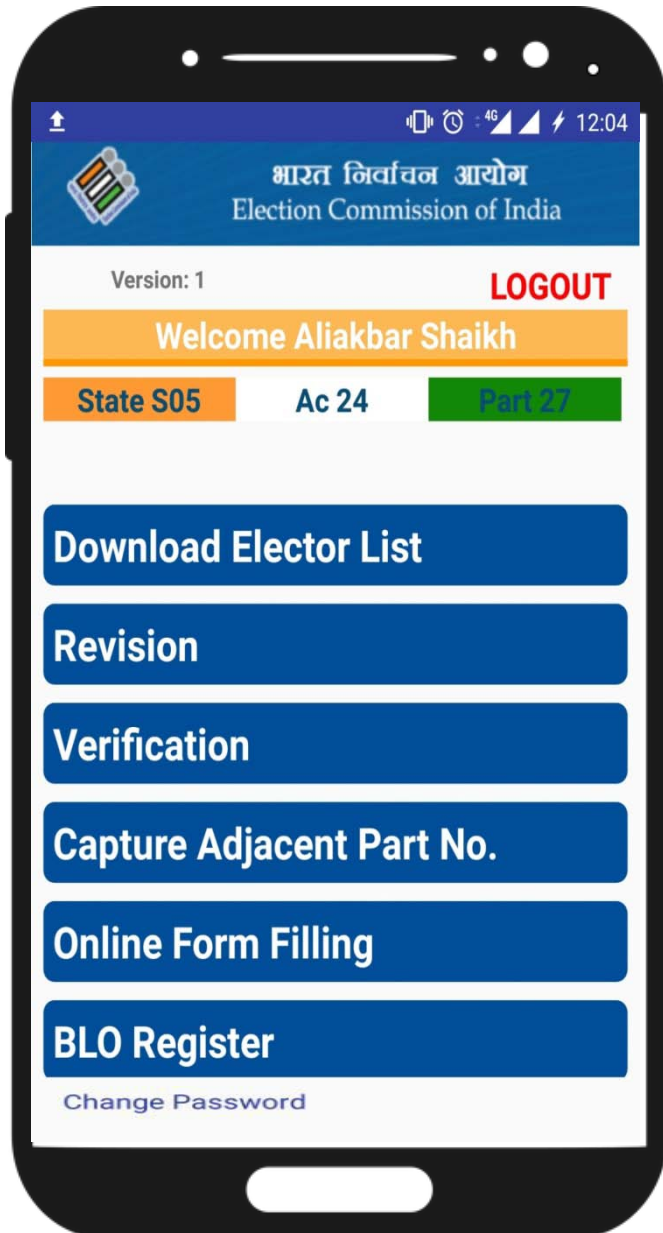 4G 12:04
भारत निर्वाचन आयोग
Election Commission of India
Version: 1 LOGOUT
Welcome Aliakbar Shaikh
State S05 Ac 24 Part 27
Download Elector List
Revision
Verification
Capture Adjacent Part No.
Online Form Filling
BLO Register
Change Password